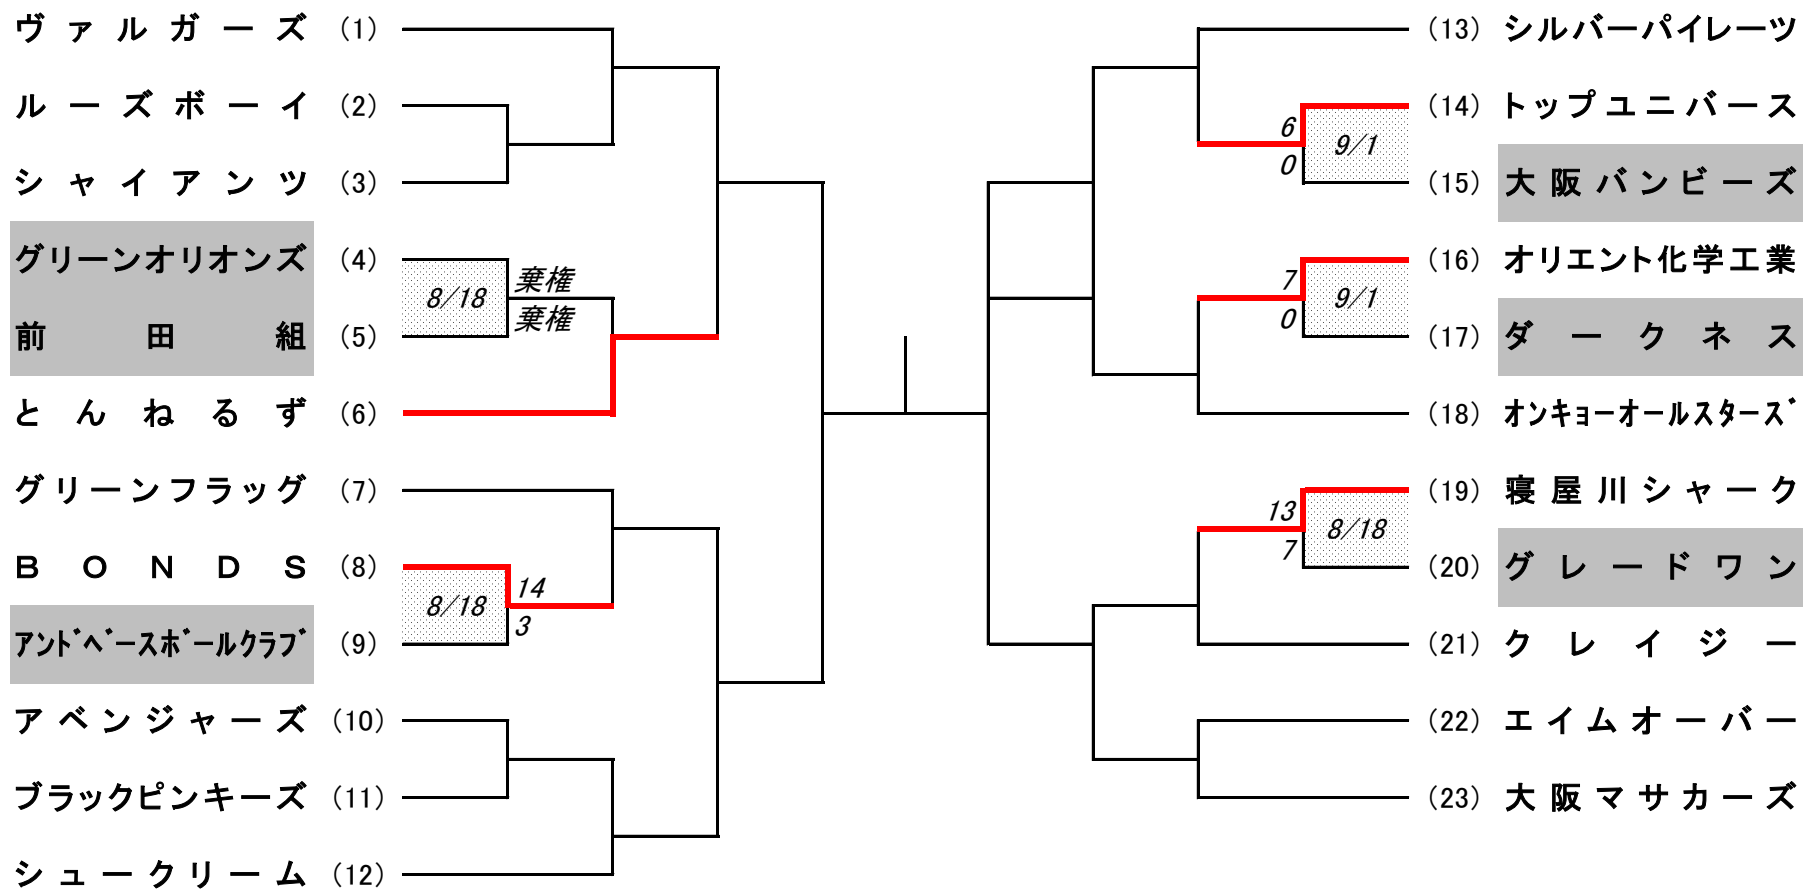 ヴァルガーズ (1)
ルーズボーイ (2)
シャイアンツ (3)
グリーンオリオンズ (4)
8/18 棄権
棄権
前田組 (5)
とんねるず (6)
グリーンフラッグ (7)
BONDS (8)
8/18 14
3
アンドベースボールクラブ (9)
アベンジャーズ (10)
ブラックピンキーズ (11)
シュークリーム (12)
(13) シルバーパイレーツ
(14) トップユニバース
6 9/1
0
(15) 大阪バンビーズ
(16) オリエント化学工業
7 9/1
0
(17) ダークネス
(18) オンキョーオールスターズ
(19) 寝屋川シャーク
13 8/18
7
(20) グレードワン
(21) クレイジー
(22) エイムオーバー
(23) 大阪マサカーズ